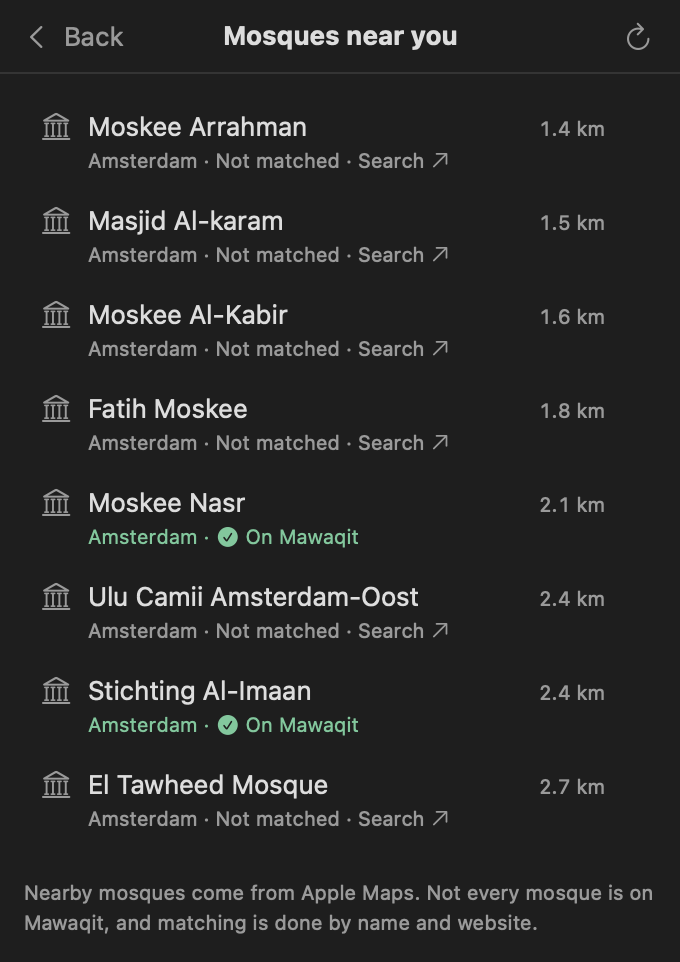 Back
Mosques near you
Moskee Arrahman
1.4 km
Amsterdam · Not matched · Search ↗
Masjid Al-karam
1.5 km
Amsterdam · Not matched · Search ↗
Moskee Al-Kabir
1.6 km
Amsterdam · Not matched · Search ↗
Fatih Moskee
1.8 km
Amsterdam · Not matched · Search ↗
Moskee Nasr
2.1 km
Amsterdam · On Mawaqit
Ulu Camii Amsterdam-Oost
2.4 km
Amsterdam · Not matched · Search ↗
Stichting Al-Imaan
2.4 km
Amsterdam · On Mawaqit
El Tawheed Mosque
2.7 km
Amsterdam · Not matched · Search ↗
Nearby mosques come from Apple Maps. Not every mosque is on
Mawaqit, and matching is done by name and website.